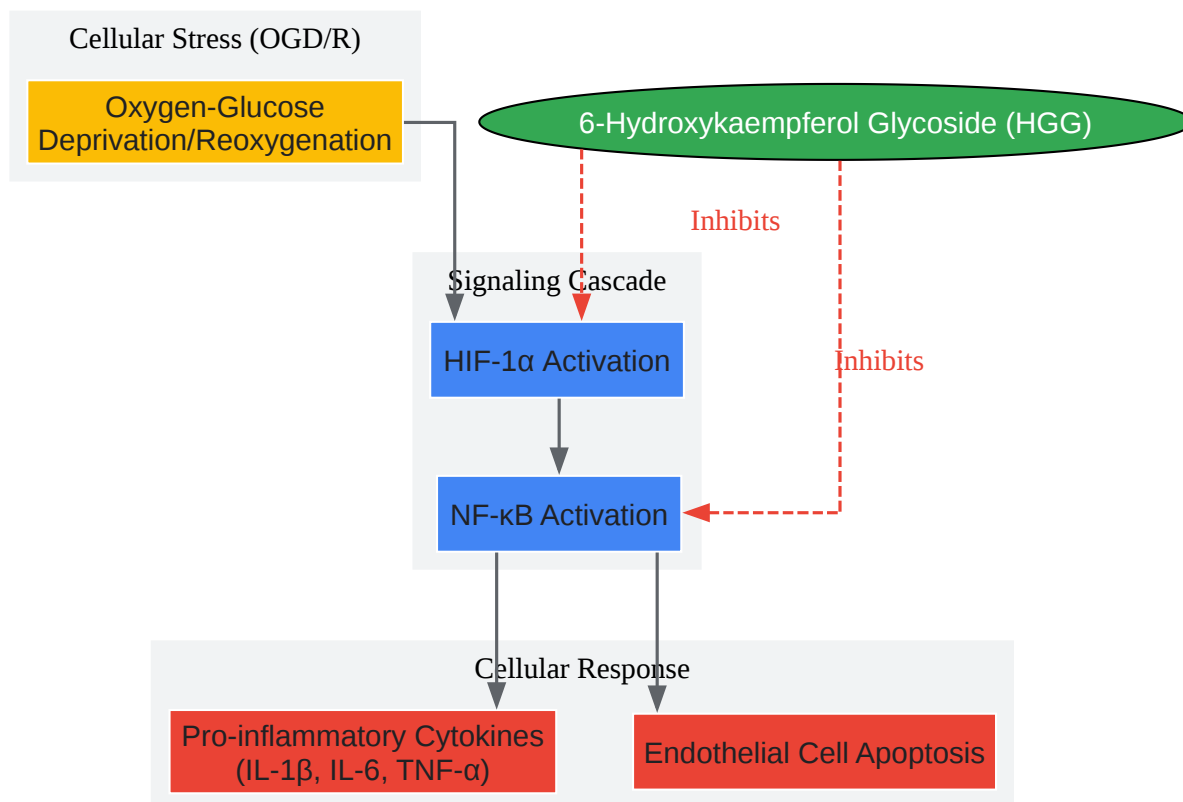 Cellular Stress (OGD/R)
Oxygen-Glucose
Deprivation/Reoxygenation
6-Hydroxykaempferol Glycoside (HGG)
Inhibits
Signaling Cascade
HIF-1α Activation
Inhibits
NF-κB Activation
Cellular Response
Pro-inflammatory Cytokines
(IL-1β, IL-6, TNF-α)
Endothelial Cell Apoptosis